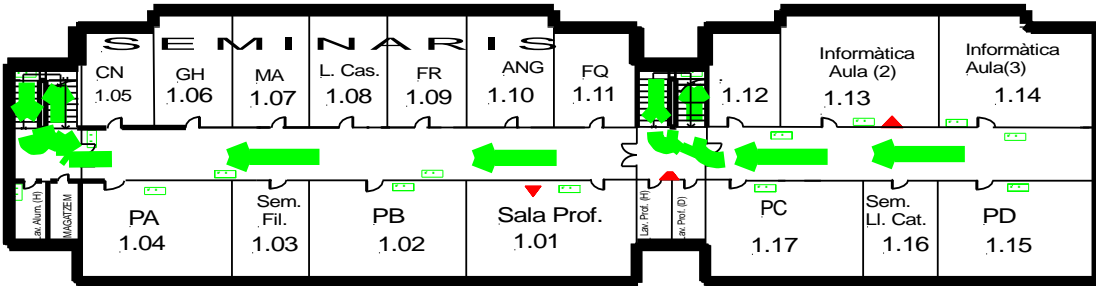 SEMINARIS
CN
1.05
GH
1.06
MA
1.07
L. Cas.
1.08
FR
1.09
ANG
1.10
FQ
1.11
1.12
Informàtica
Aula (2)
1.13
Informàtica
Aula(3)
1.14
Lav. Alum. (H)
MAGATZEM
PA
1.04
Sem.
Fil.
1.03
PB
1.02
Sala Prof.
1.01
Lav. Prof. (H)
Lav. Prof. (D)
PC
1.17
Sem.
Ll. Cat.
1.16
PD
1.15